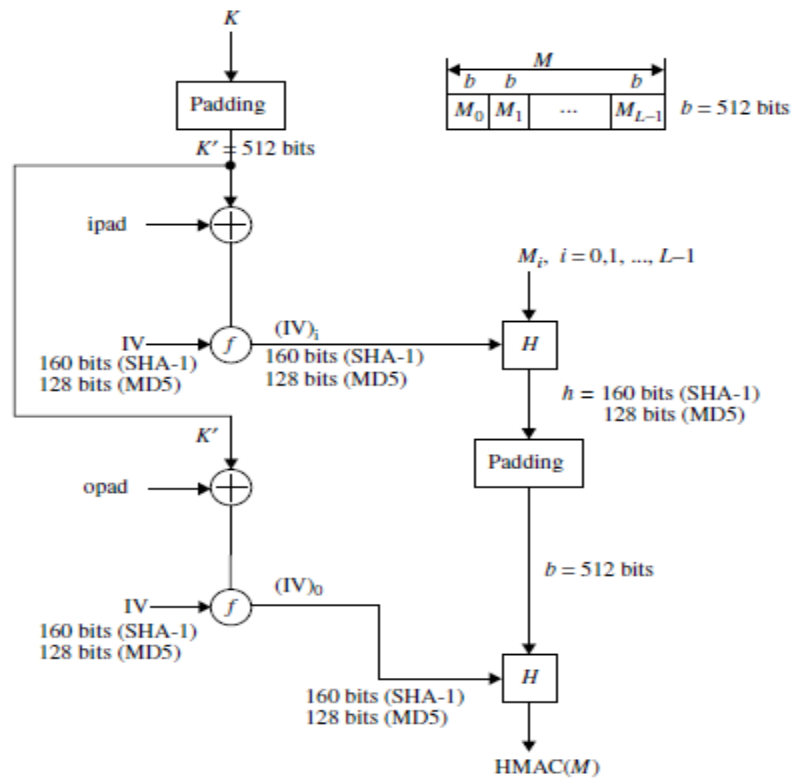 K
M
b b b
Padding
M₀ M₁ ... M_{L–1} b = 512 bits
K′ = 512 bits
ipad
M_i, i = 0,1, ..., L–1
IV
f
(IV)_i
H
160 bits (SHA-1)
128 bits (MD5)
160 bits (SHA-1)
128 bits (MD5)
h = 160 bits (SHA-1)
128 bits (MD5)
K′
Padding
opad
b = 512 bits
IV
f
(IV)₀
160 bits (SHA-1)
128 bits (MD5)
H
160 bits (SHA-1)
128 bits (MD5)
HMAC(M)